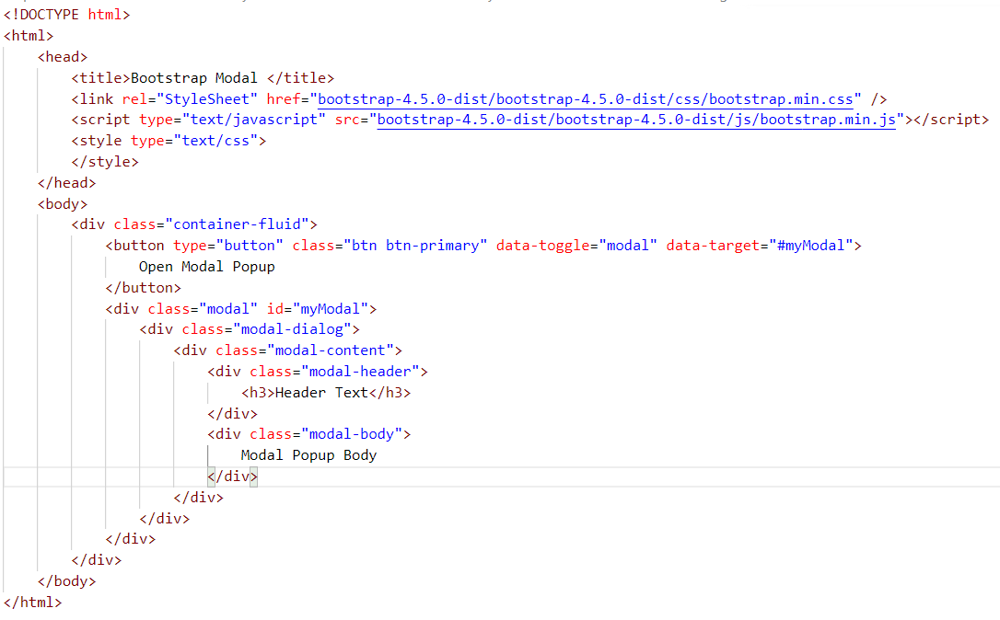 <!DOCTYPE html>
<html>
    <head>
        <title>Bootstrap Modal </title>
        <link rel="StyleSheet" href="bootstrap-4.5.0-dist/bootstrap-4.5.0-dist/css/bootstrap.min.css" />
        <script type="text/javascript" src="bootstrap-4.5.0-dist/bootstrap-4.5.0-dist/js/bootstrap.min.js"></script>
        <style type="text/css">
        </style>
    </head>
    <body>
        <div class="container-fluid">
            <button type="button" class="btn btn-primary" data-toggle="modal" data-target="#myModal">
                Open Modal Popup
            </button>
            <div class="modal" id="myModal">
                <div class="modal-dialog">
                    <div class="modal-content">
                        <div class="modal-header">
                            <h3>Header Text</h3>
                        </div>
                        <div class="modal-body">
                            Modal Popup Body
                        </div>
                    </div>
                </div>
            </div>
        </div>
    </body>
</html>